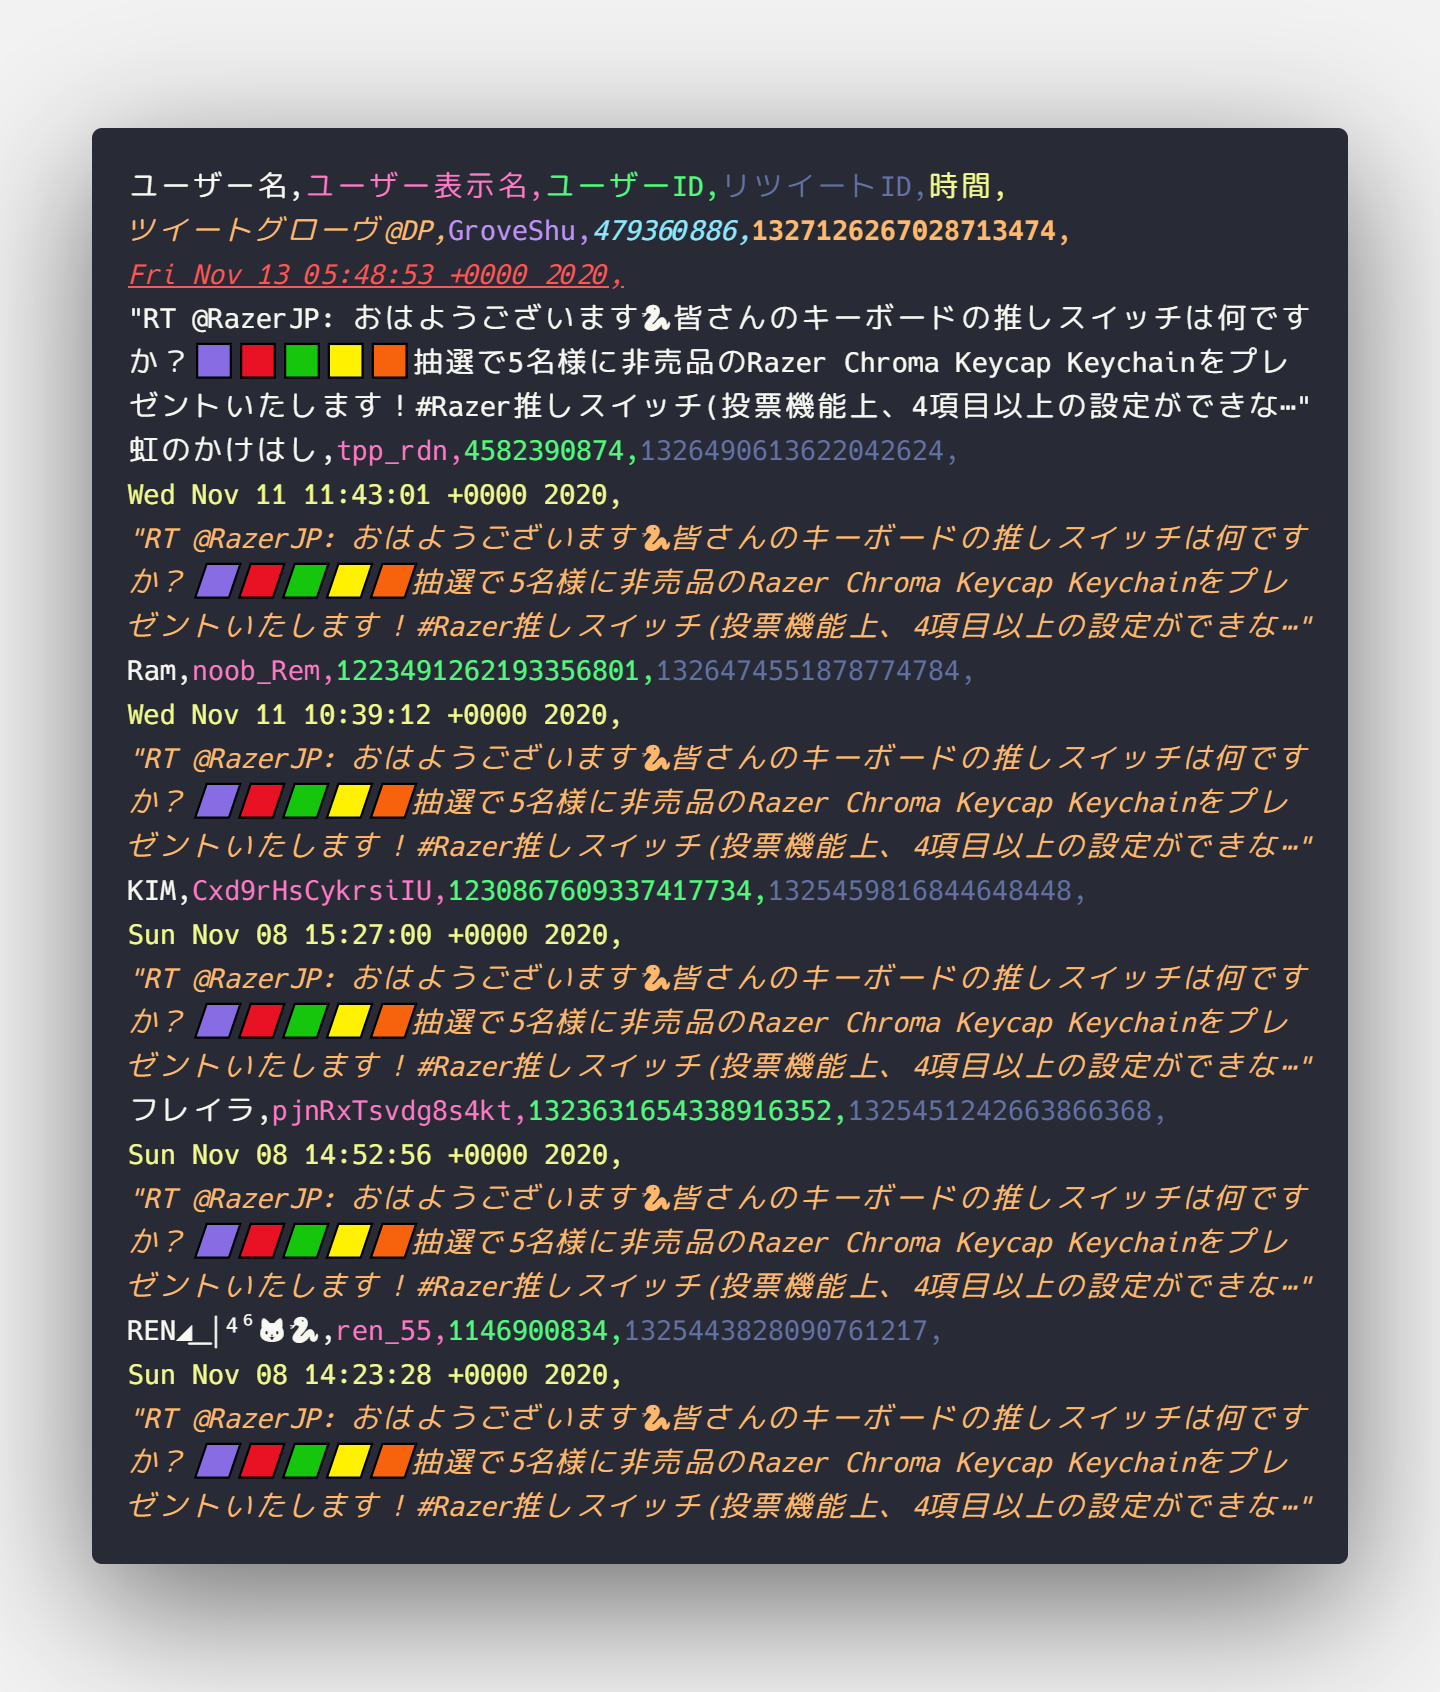 ユーザー名,ユーザー表示名,ユーザーID,リツイートID,時間,
ツイートグローヴ@DP,GroveShu,479360886,1327126267028713474,
Fri Nov 13 05:48:53 +0000 2020,
"RT @RazerJP: おはようございます🐍皆さんのキーボードの推しスイッチは何です
か？🟪🟥🟩🟨🟧抽選で5名様に非売品のRazer Chroma Keycap Keychainをプレ
ゼントいたします！#Razer推しスイッチ(投票機能上、4項目以上の設定ができな…"
虹のかけはし,tpp_rdn,4582390874,1326490613622042624,
Wed Nov 11 11:43:01 +0000 2020,
"RT @RazerJP: おはようございます🐍皆さんのキーボードの推しスイッチは何です
か？🟪🟥🟩🟨🟧抽選で5名様に非売品のRazer Chroma Keycap Keychainをプレ
ゼントいたします！#Razer推しスイッチ(投票機能上、4項目以上の設定ができな…"
Ram,noob_Rem,1223491262193356801,1326474551878774784,
Wed Nov 11 10:39:12 +0000 2020,
"RT @RazerJP: おはようございます🐍皆さんのキーボードの推しスイッチは何です
か？🟪🟥🟩🟨🟧抽選で5名様に非売品のRazer Chroma Keycap Keychainをプレ
ゼントいたします！#Razer推しスイッチ(投票機能上、4項目以上の設定ができな…"
KIM,Cxd9rHsCykrsiIU,1230867609337417734,1325459816844648448,
Sun Nov 08 15:27:00 +0000 2020,
"RT @RazerJP: おはようございます🐍皆さんのキーボードの推しスイッチは何です
か？🟪🟥🟩🟨🟧抽選で5名様に非売品のRazer Chroma Keycap Keychainをプレ
ゼントいたします！#Razer推しスイッチ(投票機能上、4項目以上の設定ができな…"
フレイラ,pjnRxTsvdg8s4kt,1323631654338916352,1325451242663866368,
Sun Nov 08 14:52:56 +0000 2020,
"RT @RazerJP: おはようございます🐍皆さんのキーボードの推しスイッチは何です
か？🟪🟥🟩🟨🟧抽選で5名様に非売品のRazer Chroma Keycap Keychainをプレ
ゼントいたします！#Razer推しスイッチ(投票機能上、4項目以上の設定ができな…"
REN◢͟│⁴⁶🐱🐍,ren_55,1146900834,1325443828090761217,
Sun Nov 08 14:23:28 +0000 2020,
"RT @RazerJP: おはようございます🐍皆さんのキーボードの推しスイッチは何です
か？🟪🟥🟩🟨🟧抽選で5名様に非売品のRazer Chroma Keycap Keychainをプレ
ゼントいたします！#Razer推しスイッチ(投票機能上、4項目以上の設定ができな…"